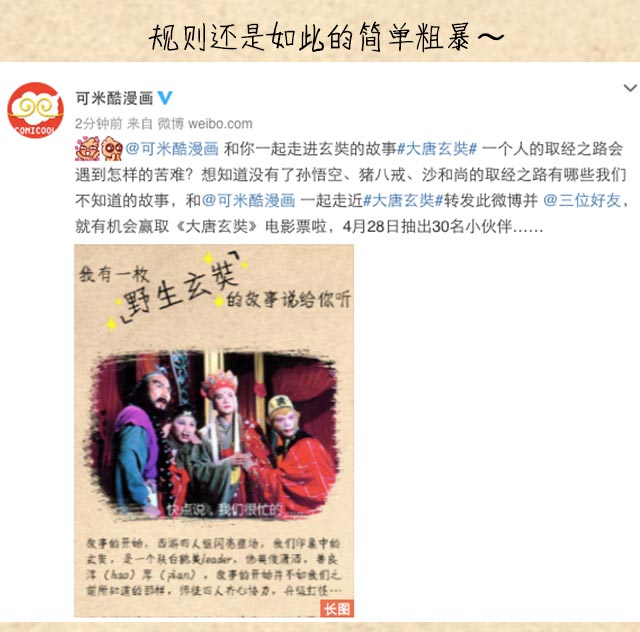 规则还是如此的简单粗暴～
可米酷漫画
COMICOOL
2分钟前 来自 微博 weibo.com
@可米酷漫画 和你一起走进玄奘的故事#大唐玄奘# 一个人的取经之路会
遇到怎样的苦难？想知道没有了孙悟空、猪八戒、沙和尚的取经之路有哪些我们
不知道的故事，和@可米酷漫画 一起走近#大唐玄奘#转发此微博并 @三位好友，
就有机会赢取《大唐玄奘》电影票啦，4月28日抽出30名小伙伴……
我有一枚
「野生玄奘」
的故事说给你听
快点说，我们很忙的……
故事的开始，西游四人组闪亮登场，我们印象中的
玄奘，是一个肤白貌美leader，他英俊潇洒，善良
淳（hao）厚（pian），故事的开始并不如我们之
前所知道的那样，师徒四人齐心协力，升级打怪…
长图